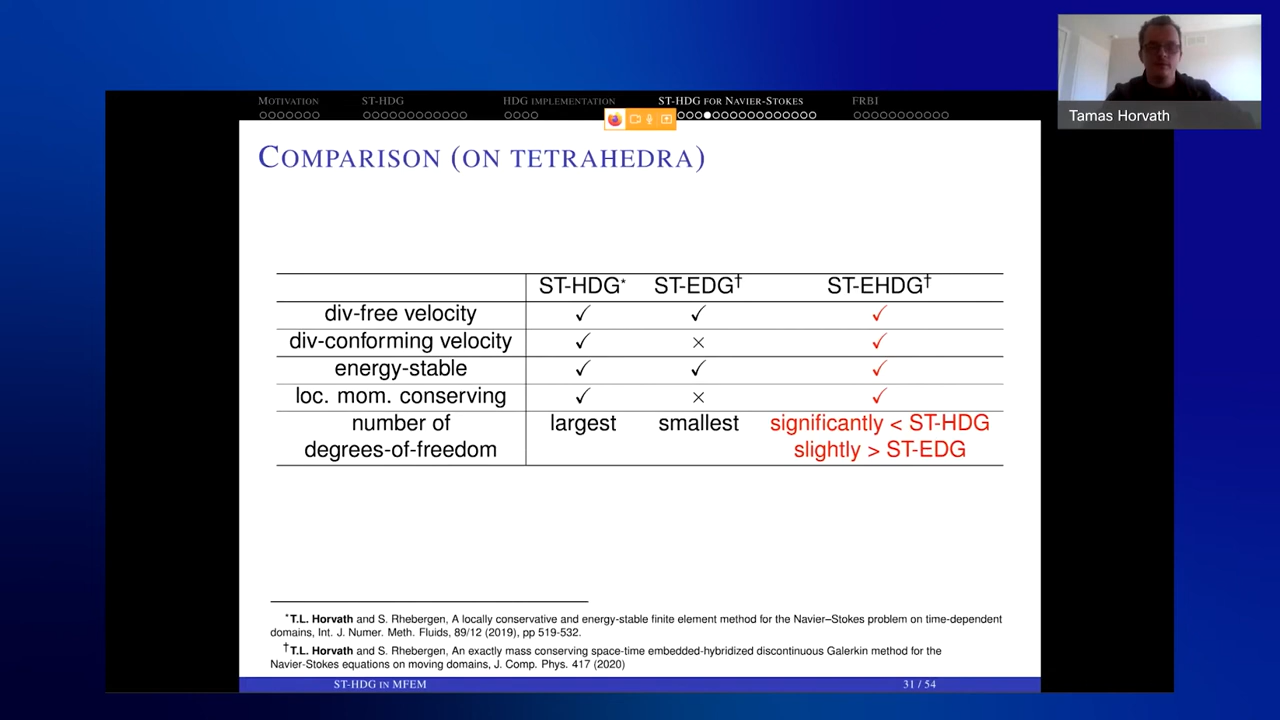 Tamas Horvath
MOTIVATION ST-HDG HDG IMPLEMENTATION ST-HDG FOR NAVIER-STOKES FRBI
COMPARISON (ON TETRAHEDRA)
ST-HDG* ST-EDG† ST-EHDG†
div-free velocity ✓ ✓ ✓
div-conforming velocity ✓ × ✓
energy-stable ✓ ✓ ✓
loc. mom. conserving ✓ × ✓
number of largest smallest significantly < ST-HDG
degrees-of-freedom slightly > ST-EDG
*T.L. Horvath and S. Rhebergen, A locally conservative and energy-stable finite element method for the Navier–Stokes problem on time-dependent
domains, Int. J. Numer. Meth. Fluids, 89/12 (2019), pp 519-532.
†T.L. Horvath and S. Rhebergen, An exactly mass conserving space-time embedded-hybridized discontinuous Galerkin method for the
Navier-Stokes equations on moving domains, J. Comp. Phys. 417 (2020)
ST-HDG IN MFEM 31 / 54